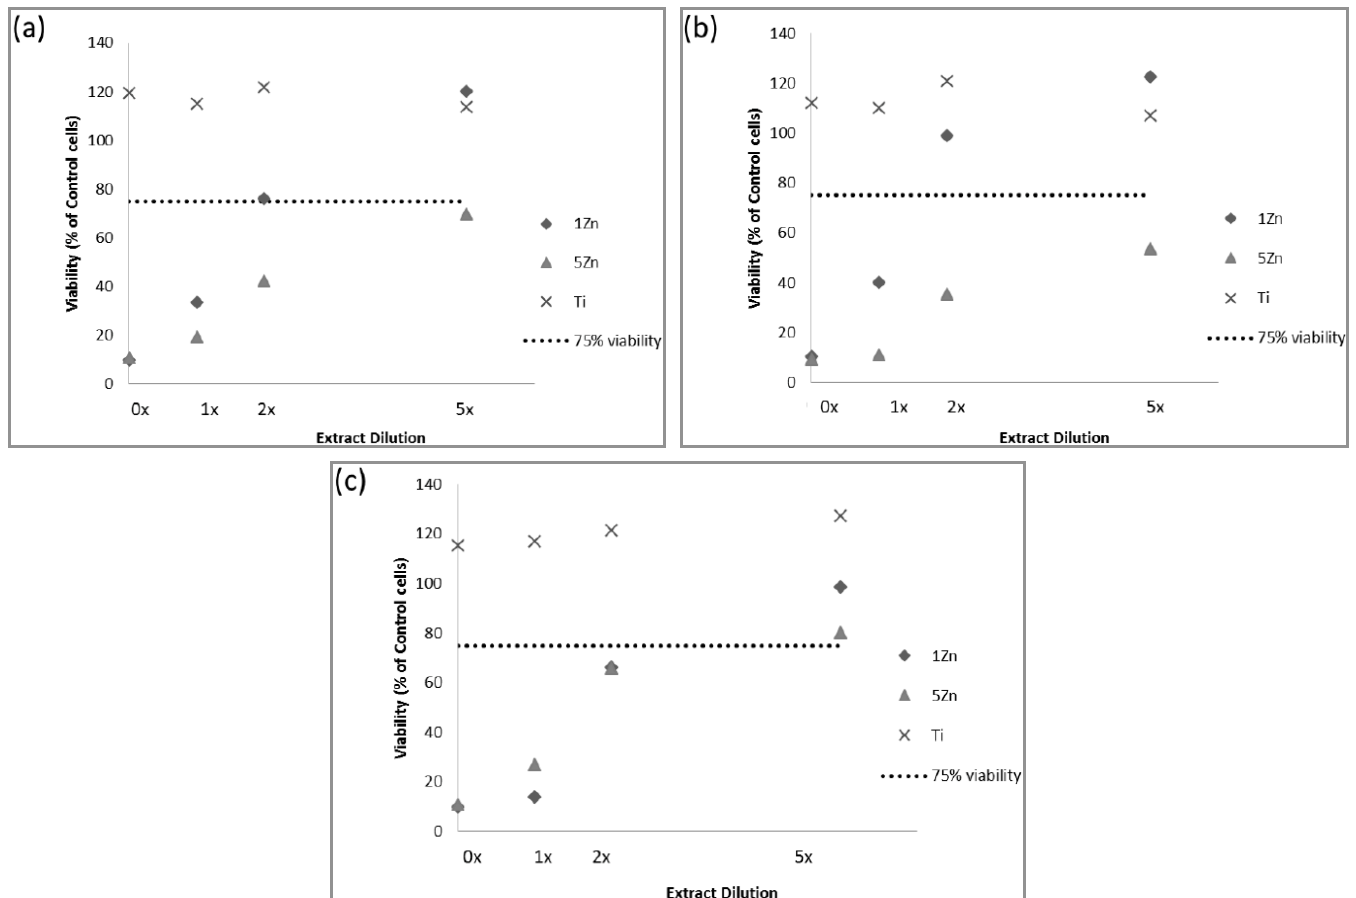 (a)
140
120
100
80
60
40
20
0
Viability (% of Control cells)
0x 1x 2x 5x
Extract Dilution
1Zn
5Zn
Ti
75% viability
(b)
140
120
100
80
60
40
20
0
Viability (% of Control cells)
0x 1x 2x 5x
Extract Dilution
1Zn
5Zn
Ti
75% viability
(c)
140
120
100
80
60
40
20
0
Viability (% of Control cells)
0x 1x 2x 5x
Extract Dilution
1Zn
5Zn
Ti
75% viability